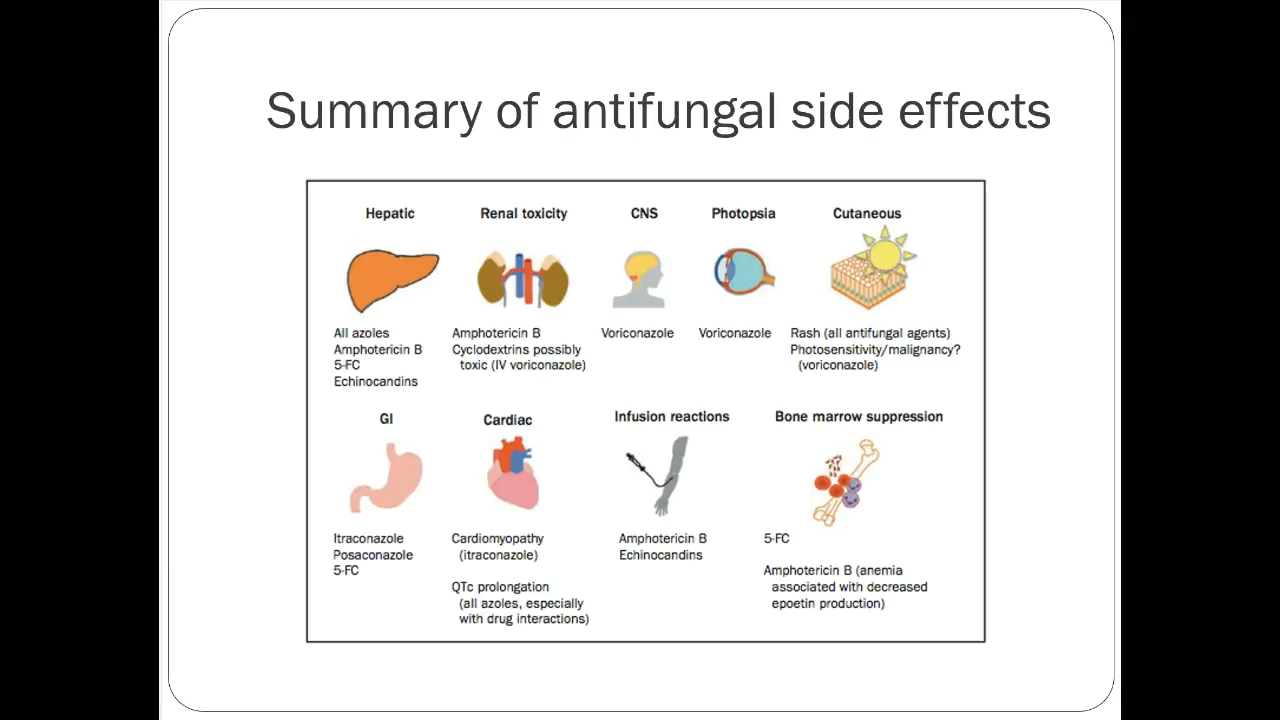 Summary of antifungal side effects
Hepatic
All azoles
Amphotericin B
5-FC
Echinocandins
Renal toxicity
Amphotericin B
Cyclodextrins possibly
toxic (IV voriconazole)
CNS
Voriconazole
Photopsia
Voriconazole
Cutaneous
Rash (all antifungal agents)
Photosensitivity/malignancy?
(voriconazole)
GI
Itraconazole
Posaconazole
5-FC
Cardiac
Cardiomyopathy
(itraconazole)
QTc prolongation
(all azoles, especially
with drug interactions)
Infusion reactions
Amphotericin B
Echinocandins
Bone marrow suppression
5-FC
Amphotericin B (anemia
associated with decreased
epoetin production)